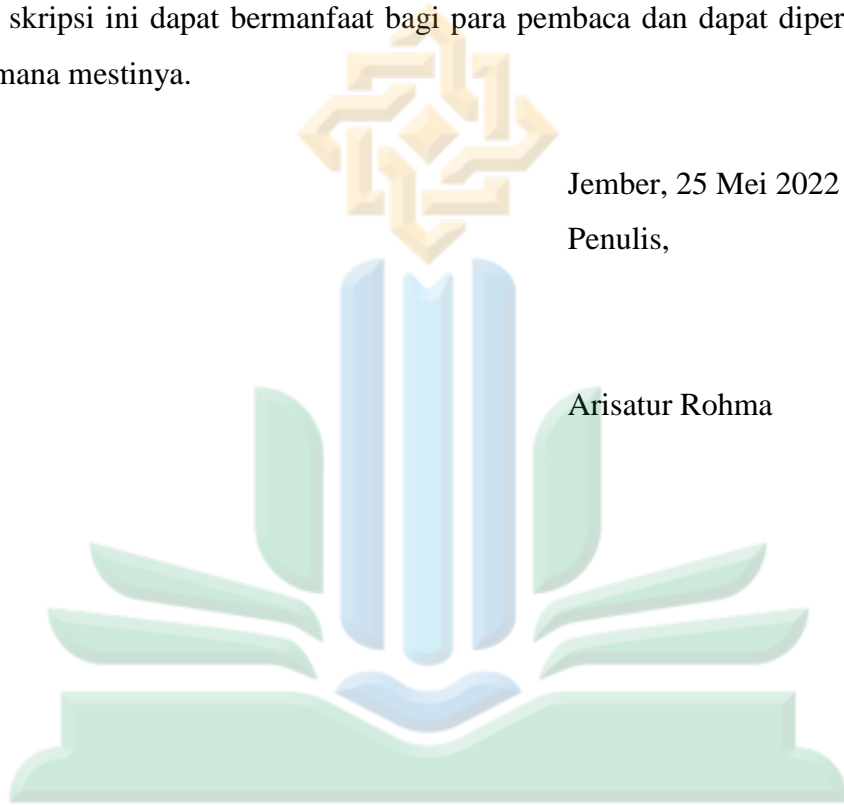 skripsi ini dapat bermanfaat bagi para pembaca dan dapat diper
mana mestinya.
Jember, 25 Mei 2022
Penulis,
Arisatur Rohma